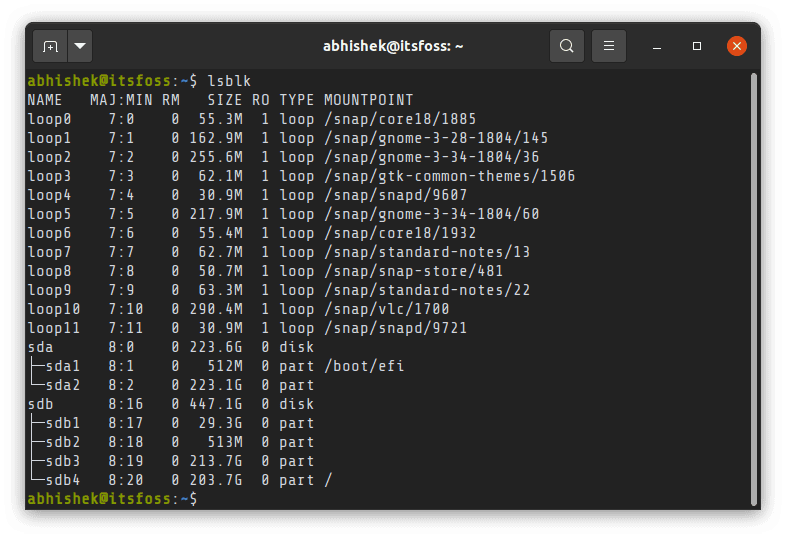 abhishek@itsfoss: ~
abhishek@itsfoss:~$ lsblk
NAME   MAJ:MIN RM   SIZE RO TYPE MOUNTPOINT
loop0    7:0    0  55.3M  1 loop /snap/core18/1885
loop1    7:1    0 162.9M  1 loop /snap/gnome-3-28-1804/145
loop2    7:2    0 255.6M  1 loop /snap/gnome-3-34-1804/36
loop3    7:3    0  62.1M  1 loop /snap/gtk-common-themes/1506
loop4    7:4    0  30.9M  1 loop /snap/snapd/9607
loop5    7:5    0 217.9M  1 loop /snap/gnome-3-34-1804/60
loop6    7:6    0  55.4M  1 loop /snap/core18/1932
loop7    7:7    0  62.7M  1 loop /snap/standard-notes/13
loop8    7:8    0  50.7M  1 loop /snap/snap-store/481
loop9    7:9    0  63.3M  1 loop /snap/standard-notes/22
loop10   7:10   0 290.4M  1 loop /snap/vlc/1700
loop11   7:11   0  30.9M  1 loop /snap/snapd/9721
sda      8:0    0 223.6G  0 disk
├─sda1   8:1    0   512M  0 part /boot/efi
└─sda2   8:2    0 223.1G  0 part
sdb      8:16   0 447.1G  0 disk
├─sdb1   8:17   0  29.3G  0 part
├─sdb2   8:18   0   513M  0 part
├─sdb3   8:19   0 213.7G  0 part
└─sdb4   8:20   0 203.7G  0 part /
abhishek@itsfoss:~$